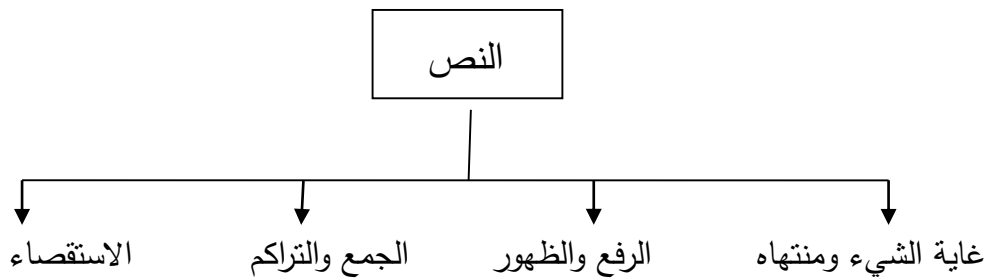 النص
غاية الشيء ومنتهاه
الرفع والظهور
الجمع والتراكم
الاستقصاء